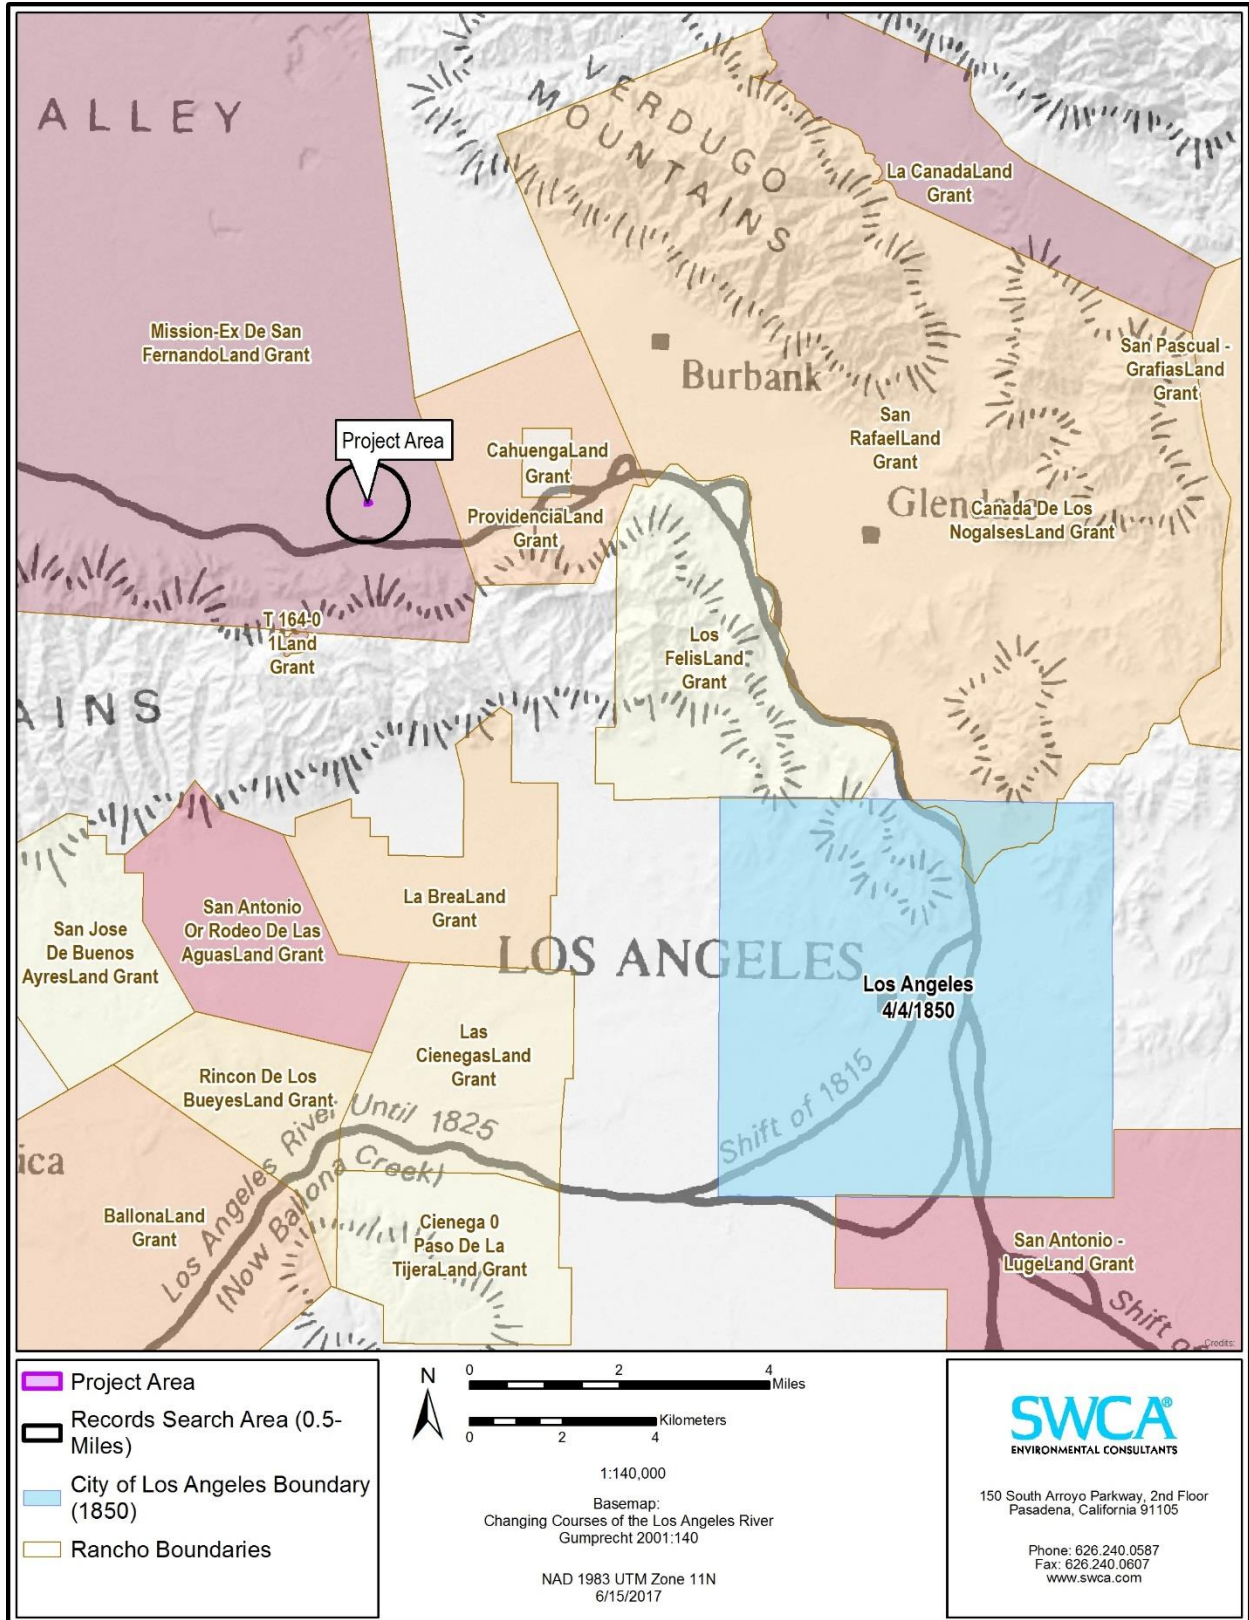 ALLEY
VERDUGO
MOUNTAINS
La CanadaLand
Grant
Mission-Ex De San
FernandoLand Grant
San Pascual -
GrafiasLand
Grant
Burbank
San
RafaelLand
Grant
Project Area
CahuengaLand
Grant
ProvidenciaLand
Grant
Glendale
Canada De Los
NogalsesLand Grant
T 164-0
1Land
Grant
Los
FelisLand
Grant
AINS
La BreaLand
Grant
San Antonio
Or Rodeo De Las
AguasLand Grant
San Jose
De Buenos
AyresLand Grant
LOS ANGELES
Los Angeles
4/4/1850
Las
CienegasLand
Grant
Rincon De Los
BueyesLand Grant
Shift of 1815
Los Angeles River Until 1825
(Now Ballona Creek)
ica
BallonaLand
Grant
Cienega 0
Paso De La
TijeraLand Grant
San Antonio -
LugeLand Grant
Shift of
Credits:
Project Area
Records Search Area (0.5-
Miles)
City of Los Angeles Boundary
(1850)
Rancho Boundaries
N
0 2 4
Miles
Kilometers
0 2 4
1:140,000
Basemap:
Changing Courses of the Los Angeles River
Gumprecht 2001:140
NAD 1983 UTM Zone 11N
6/15/2017
SWCA®
ENVIRONMENTAL CONSULTANTS
150 South Arroyo Parkway, 2nd Floor
Pasadena, California 91105
Phone: 626.240.0587
Fax: 626.240.0607
www.swca.com